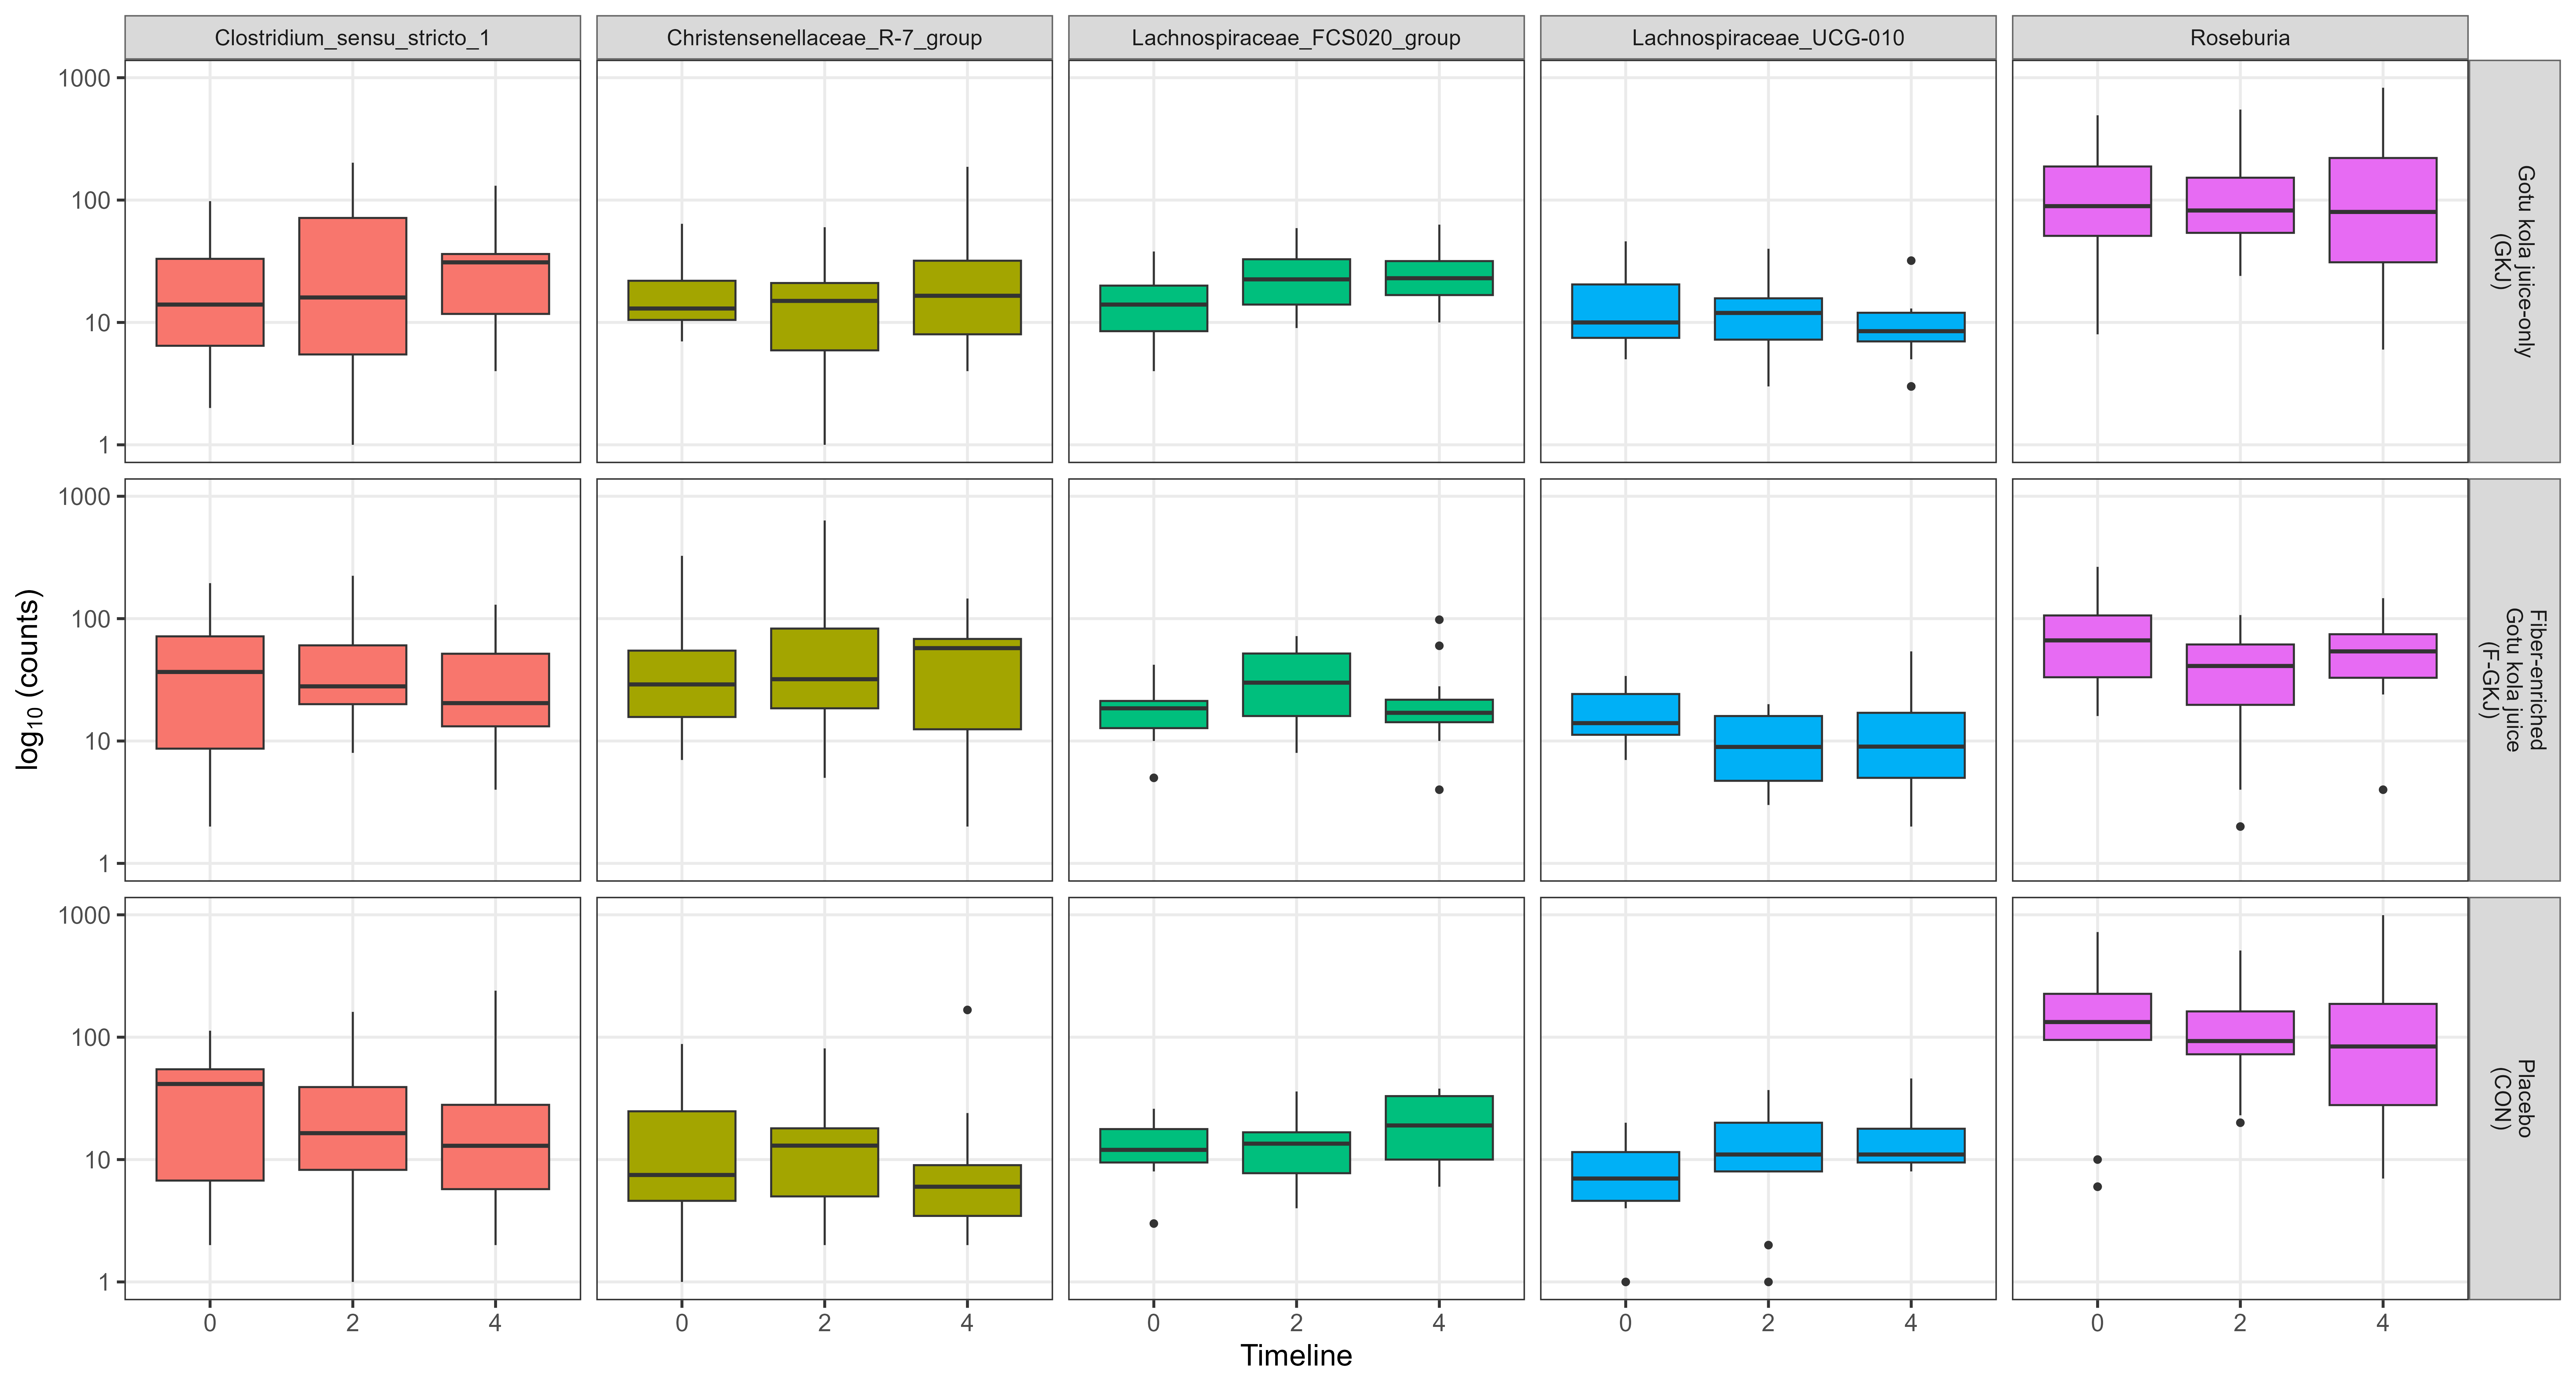 Clostridium_sensu_stricto_1
Christensenellaceae_R-7_group
Lachnospiraceae_FCS020_group
Lachnospiraceae_UCG-010
Roseburia
1000
100
10
1
Gotu kola juice-only
(GKJ)
1000
100
10
1
Fiber-enriched
Gotu kola juice
(F-GKJ)
1000
100
10
1
Placebo
(CON)
log₁₀ (counts)
0 2 4
0 2 4
0 2 4
0 2 4
0 2 4
Timeline